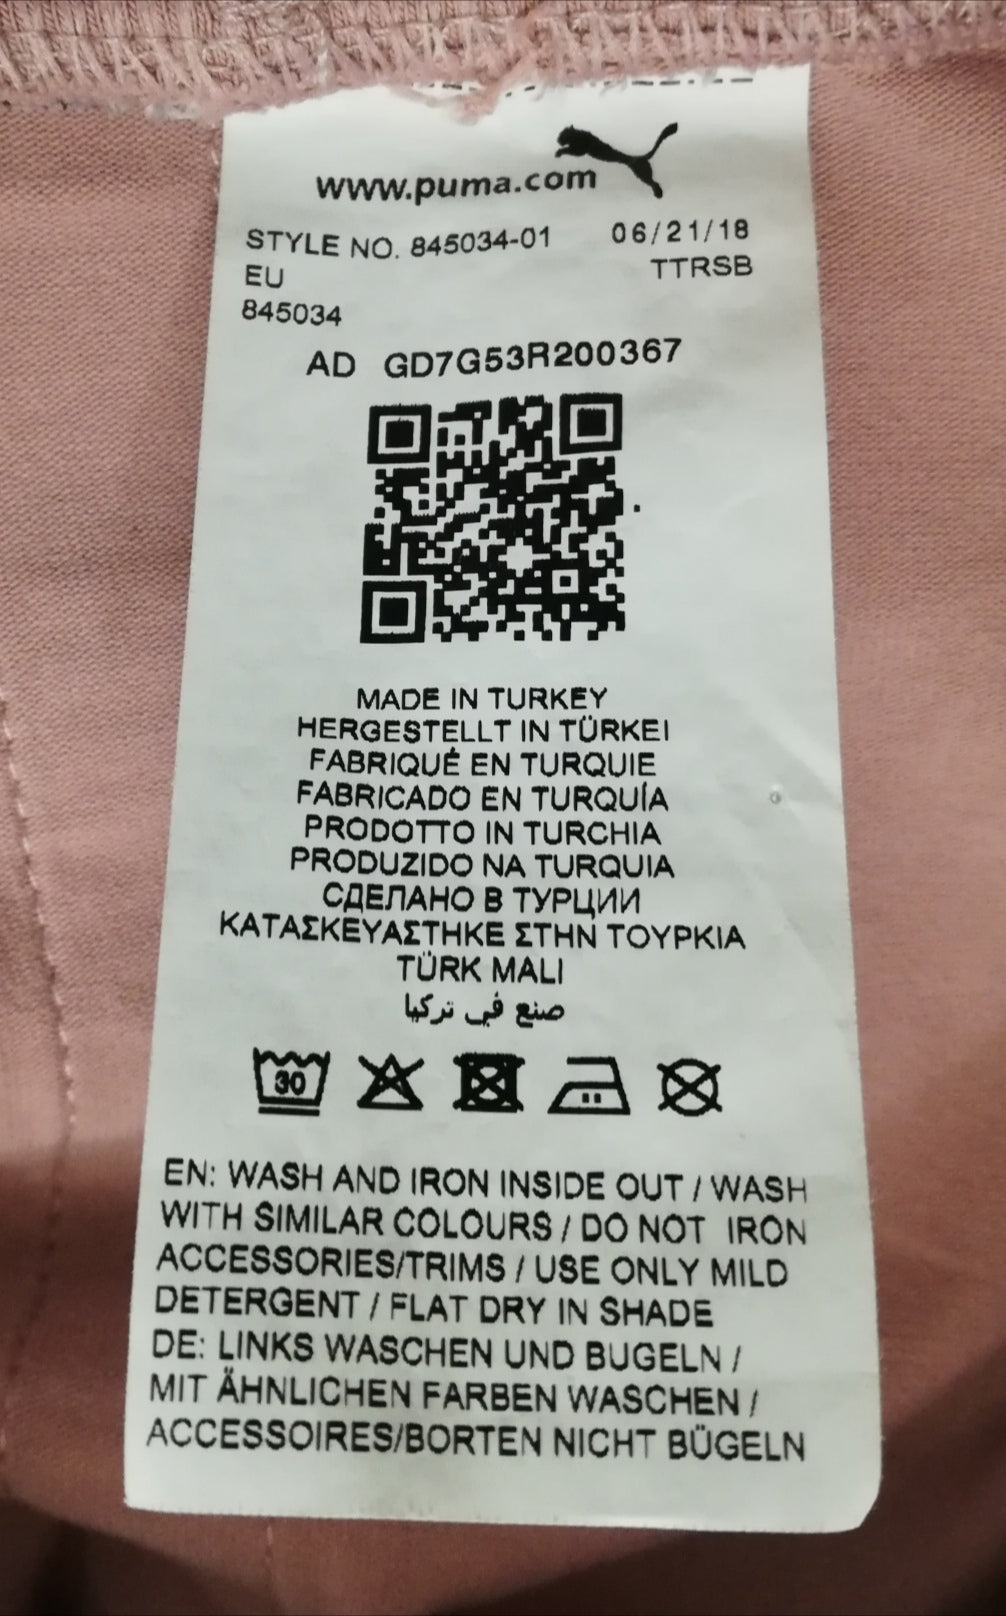 www.puma.com
STYLE NO. 845034-01 06/21/18
EU TTRSB
845034
AD GD7G53R200367
MADE IN TURKEY
HERGESTELLT IN TÜRKEI
FABRIQUÉ EN TURQUIE
FABRICADO EN TURQUÍA
PRODOTTO IN TURCHIA
PRODUZIDO NA TURQUIA
СДЕЛАНО В ТУРЦИИ
ΚΑΤΑΣΚΕΥΑΣΤΗΚΕ ΣΤΗΝ ΤΟΥΡΚΙΑ
TÜRK MALI
صنع في تركيا
30
EN: WASH AND IRON INSIDE OUT / WASH
WITH SIMILAR COLOURS / DO NOT IRON
ACCESSORIES/TRIMS / USE ONLY MILD
DETERGENT / FLAT DRY IN SHADE
DE: LINKS WASCHEN UND BUGELN /
MIT ÄHNLICHEN FARBEN WASCHEN /
ACCESSOIRES/BORTEN NICHT BÜGELN